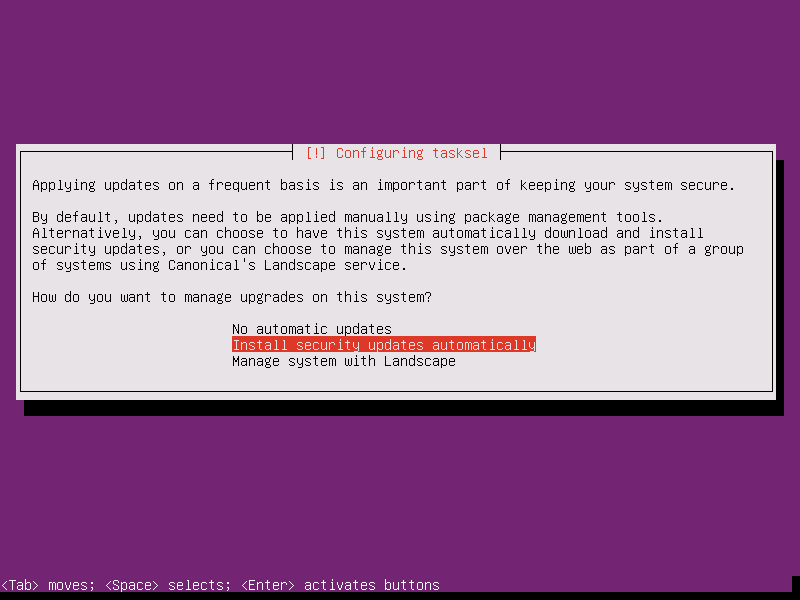 [!] Configuring tasksel
Applying updates on a frequent basis is an important part of keeping your system secure.
By default, updates need to be applied manually using package management tools.
Alternatively, you can choose to have this system automatically download and install
security updates, or you can choose to manage this system over the web as part of a group
of systems using Canonical's Landscape service.
How do you want to manage upgrades on this system?
No automatic updates
Install security updates automatically
Manage system with Landscape
<Tab> moves; <Space> selects; <Enter> activates buttons